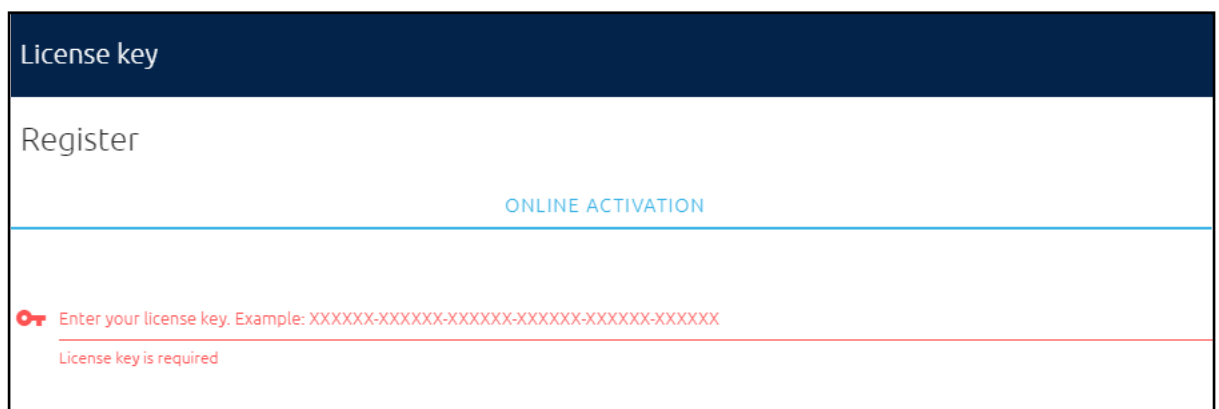 License key
Register
ONLINE ACTIVATION
Enter your license key. Example: XXXXXX-XXXXXX-XXXXXX-XXXXXX-XXXXXX-XXXXXX
License key is required